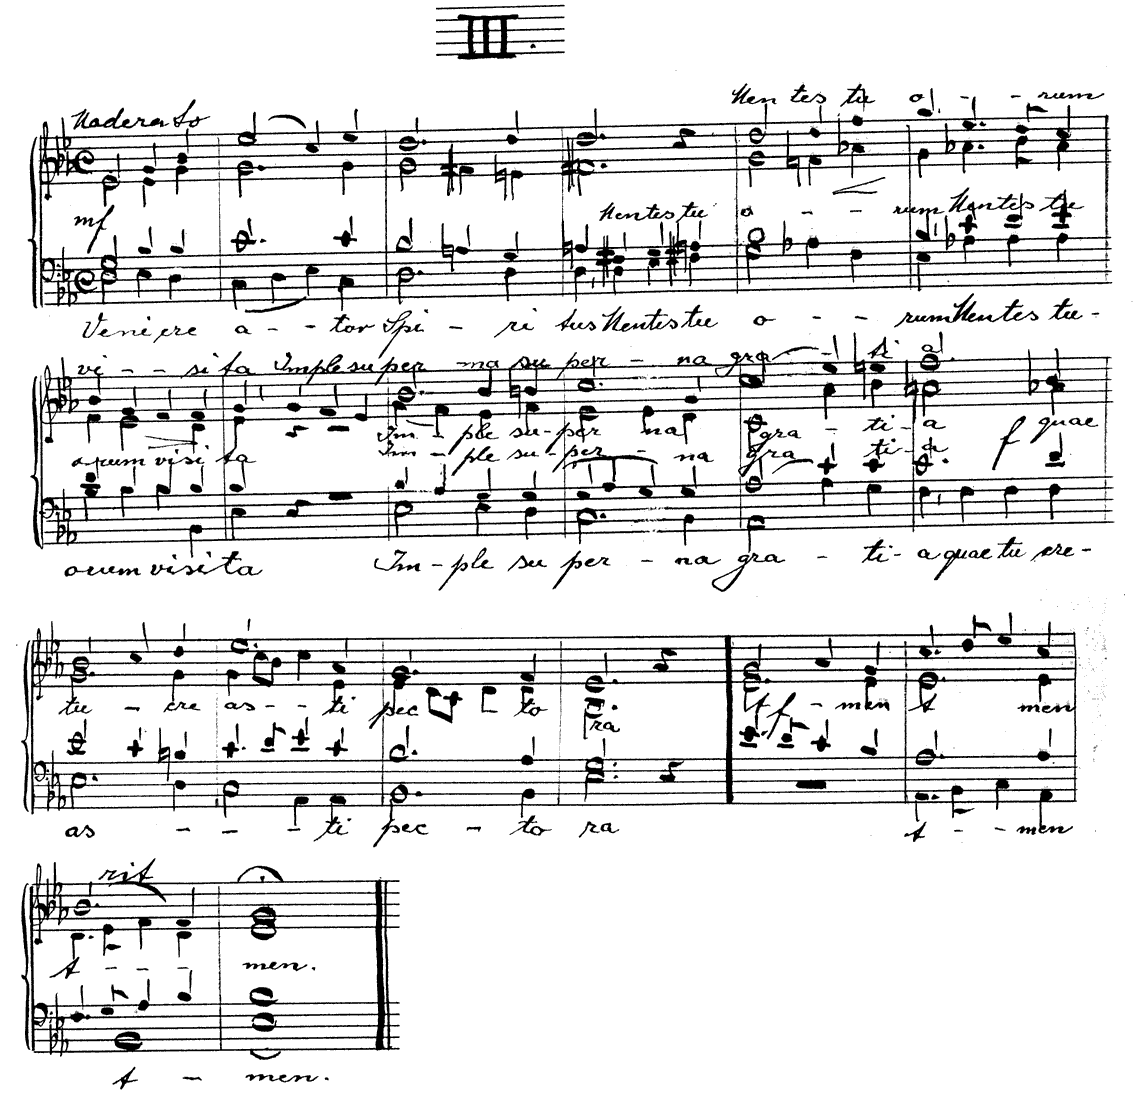 III.
Moderato
Mentes tu o - - - rum
mf
Mentes tu o - - - rum Mentes tu
Veni cre a - - tor Spi - ri tus Mentes tu o - - - rum Mentes tu -
vi - - si ta Imple super - na su per - na gra - - ti a
Im - ple su - per - na gra - ti - a
orum visi ta Im - ple su - per - na gra - ti - a f quae
orum visi ta Im - ple su per - na gra - ti - a quae tu cre -
tu - cre as - - ti pec - to ra A - men A men
f
as - - - ti pec - to ra A - - men
rit
A - - - men.
A - men.